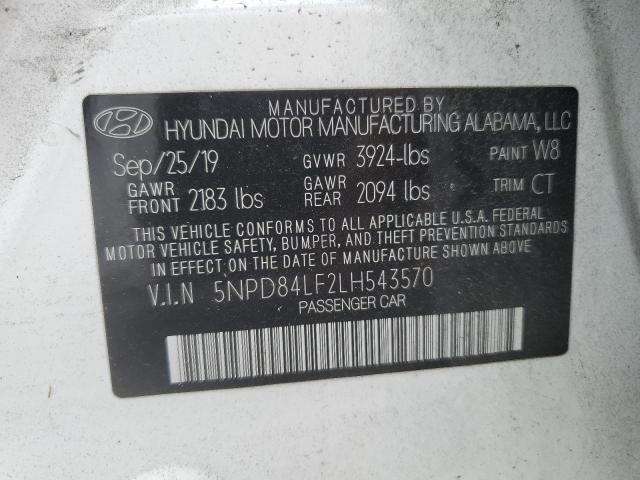 MANUFACTURED BY
HYUNDAI MOTOR MANUFACTURING ALABAMA, LLC
Sep/25/19 GVWR 3924-lbs PAINT W8
GAWR FRONT 2183 lbs GAWR REAR 2094 lbs TRIM CT
THIS VEHICLE CONFORMS TO ALL APPLICABLE U.S.A. FEDERAL
MOTOR VEHICLE SAFETY, BUMPER, AND THEFT PREVENTION STANDARDS
IN EFFECT ON THE DATE OF MANUFACTURE SHOWN ABOVE.
V.I.N 5NPD84LF2LH543570
PASSENGER CAR